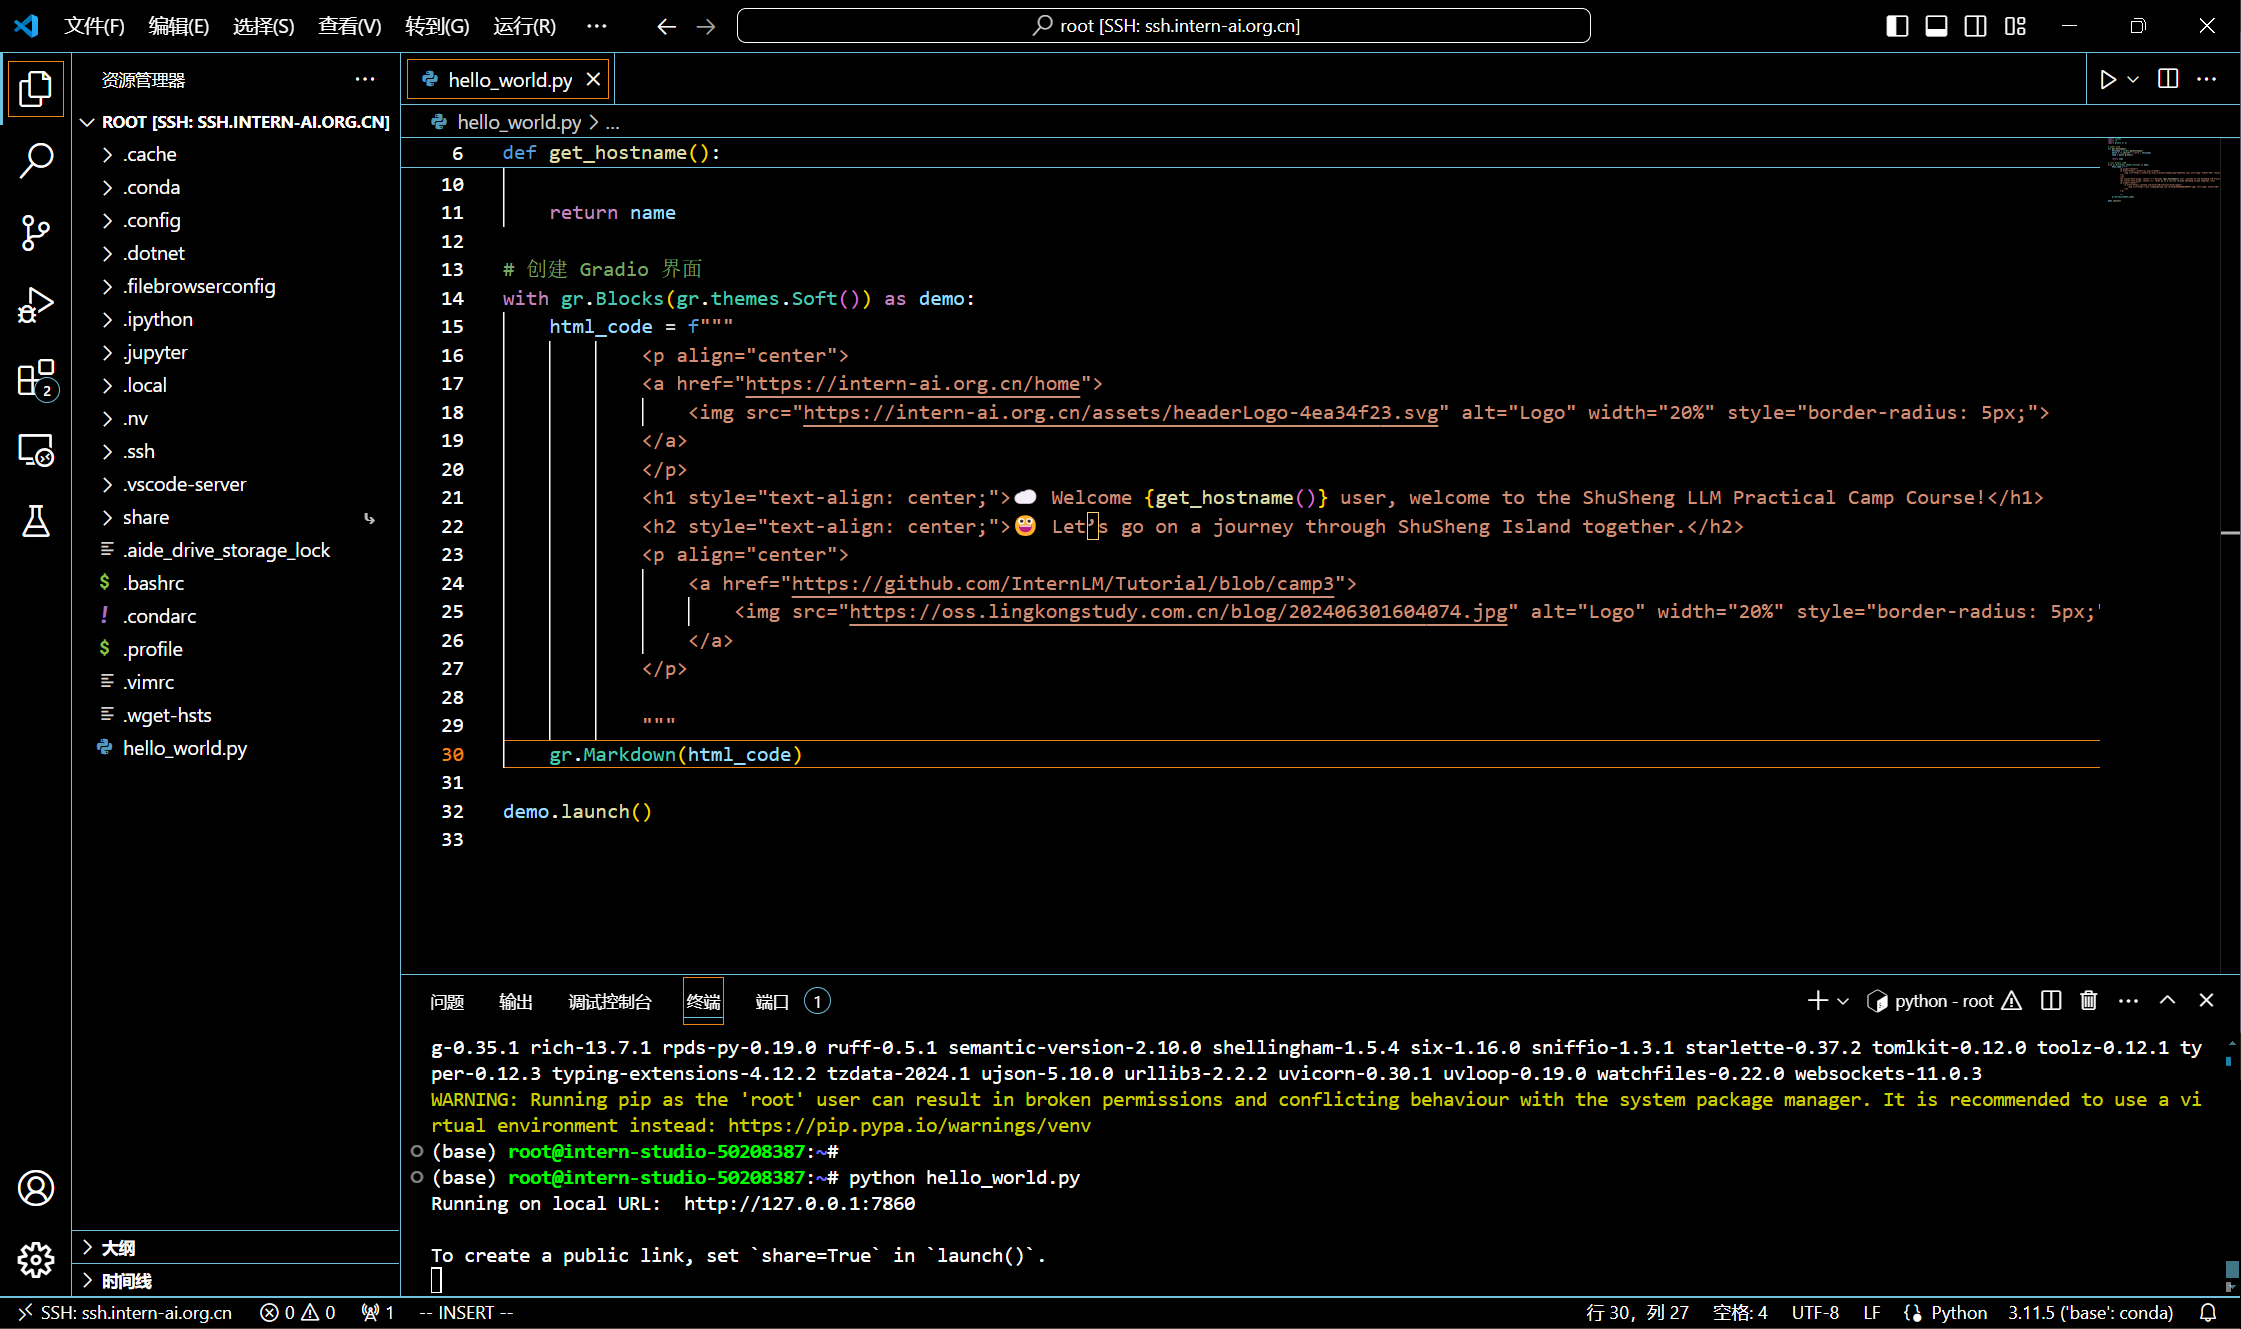 文件(F) 编辑(E) 选择(S) 查看(V) 转到(G) 运行(R) ··· root [SSH: ssh.intern-ai.org.cn]
资源管理器 ···
hello_world.py
ROOT [SSH: SSH.INTERN-AI.ORG.CN]
.cache
.conda
.config
.dotnet
.filebrowserconfig
.ipython
.jupyter
.local
.nv
.ssh
.vscode-server
share
.aide_drive_storage_lock
.bashrc
.condarc
.profile
.vimrc
.wget-hsts
hello_world.py
大纲
时间线
2
hello_world.py > ...
6 def get_hostname():
10
11 return name
12
13 # 创建 Gradio 界面
14 with gr.Blocks(gr.themes.Soft()) as demo:
15 html_code = f"""
16 <p align="center">
17 <a href="https://intern-ai.org.cn/home">
18 <img src="https://intern-ai.org.cn/assets/headerLogo-4ea34f23.svg" alt="Logo" width="20%" style="border-radius: 5px;">
19 </a>
20 </p>
21 <h1 style="text-align: center;">☁️ Welcome {get_hostname()} user, welcome to the ShuSheng LLM Practical Camp Course!</h1>
22 <h2 style="text-align: center;">😀 Let’s go on a journey through ShuSheng Island together.</h2>
23 <p align="center">
24 <a href="https://github.com/InternLM/Tutorial/blob/camp3">
25 <img src="https://oss.lingkongstudy.com.cn/blog/202406301604074.jpg" alt="Logo" width="20%" style="border-radius: 5px;"
26 </a>
27 </p>
28
29 """
30 gr.Markdown(html_code)
31
32 demo.launch()
33
问题 输出 调试控制台 终端 端口 1 python - root
g-0.35.1 rich-13.7.1 rpds-py-0.19.0 ruff-0.5.1 semantic-version-2.10.0 shellingham-1.5.4 six-1.16.0 sniffio-1.3.1 starlette-0.37.2 tomlkit-0.12.0 toolz-0.12.1 ty
per-0.12.3 typing-extensions-4.12.2 tzdata-2024.1 ujson-5.10.0 urllib3-2.2.2 uvicorn-0.30.1 uvloop-0.19.0 watchfiles-0.22.0 websockets-11.0.3
WARNING: Running pip as the 'root' user can result in broken permissions and conflicting behaviour with the system package manager. It is recommended to use a vi
rtual environment instead: https://pip.pypa.io/warnings/venv
(base) root@intern-studio-50208387:~#
(base) root@intern-studio-50208387:~# python hello_world.py
Running on local URL:  http://127.0.0.1:7860
To create a public link, set `share=True` in `launch()`.
SSH: ssh.intern-ai.org.cn 0 0 1 -- INSERT -- 行 30，列 27 空格: 4 UTF-8 LF Python 3.11.5 ('base': conda)